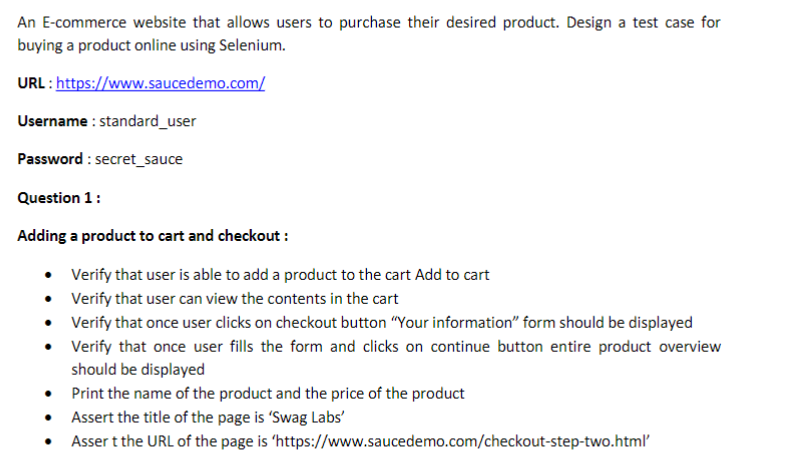 An E-commerce website that allows users to purchase their desired product. Design a test case for
buying a product online using Selenium.
URL : https://www.saucedemo.com/
Username : standard_user
Password : secret_sauce
Question 1 :
Adding a product to cart and checkout :
• Verify that user is able to add a product to the cart Add to cart
• Verify that user can view the contents in the cart
• Verify that once user clicks on checkout button “Your information” form should be displayed
• Verify that once user fills the form and clicks on continue button entire product overview
should be displayed
• Print the name of the product and the price of the product
• Assert the title of the page is ‘Swag Labs’
• Asser t the URL of the page is ‘https://www.saucedemo.com/checkout-step-two.html’